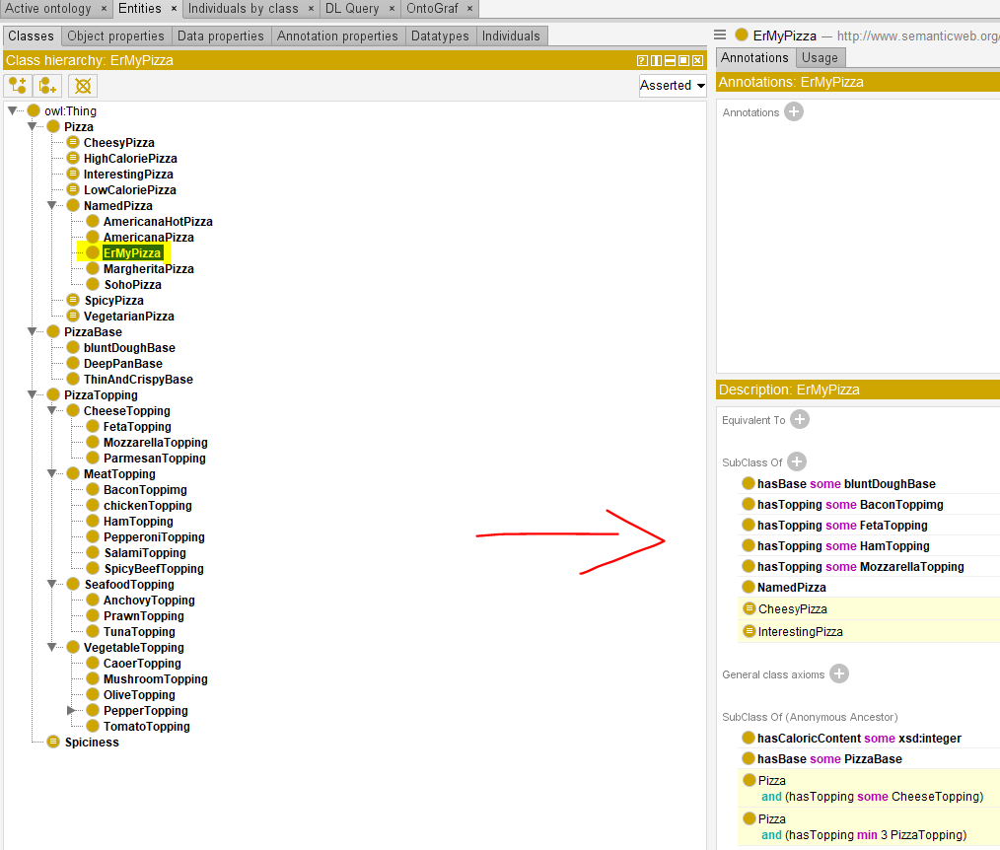 Active ontology × Entities × Individuals by class × DL Query × OntoGraf ×
Classes Object properties Data properties Annotation properties Datatypes Individuals
Class hierarchy: ErMyPizza
Asserted
owl:Thing
Pizza
CheesyPizza
HighCaloriePizza
InterestingPizza
LowCaloriePizza
NamedPizza
AmericanaHotPizza
AmericanaPizza
ErMyPizza
MargheritaPizza
SohoPizza
SpicyPizza
VegetarianPizza
PizzaBase
bluntDoughBase
DeepPanBase
ThinAndCrispyBase
PizzaTopping
CheeseTopping
FetaTopping
MozzarellaTopping
ParmesanTopping
MeatTopping
BaconToppimg
chickenTopping
HamTopping
PepperoniTopping
SalamiTopping
SpicyBeefTopping
SeafoodTopping
AnchovyTopping
PrawnTopping
TunaTopping
VegetableTopping
CaoerTopping
MushroomTopping
OliveTopping
PepperTopping
TomatoTopping
Spiciness
ErMyPizza — http://www.semanticweb.org/
Annotations Usage
Annotations: ErMyPizza
Annotations
Description: ErMyPizza
Equivalent To
SubClass Of
hasBase some bluntDoughBase
hasTopping some BaconToppimg
hasTopping some FetaTopping
hasTopping some HamTopping
hasTopping some MozzarellaTopping
NamedPizza
CheesyPizza
InterestingPizza
General class axioms
SubClass Of (Anonymous Ancestor)
hasCaloricContent some xsd:integer
hasBase some PizzaBase
Pizza
and (hasTopping some CheeseTopping)
Pizza
and (hasTopping min 3 PizzaTopping)